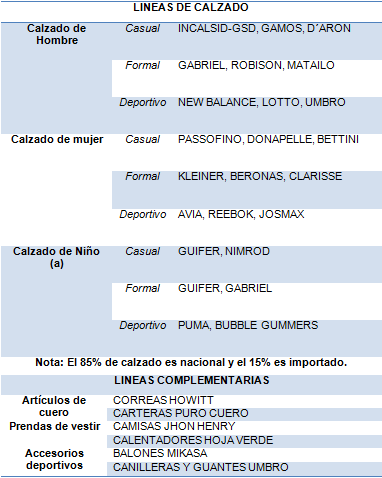 LINEAS DE CALZADO
Calzado de Hombre
Casual
INCALSID-GSD, GAMOS, D´ARON
Formal
GABRIEL, ROBISON, MATAILO
Deportivo
NEW BALANCE, LOTTO, UMBRO
Calzado de mujer
Casual
PASSOFINO, DONAPELLE, BETTINI
Formal
KLEINER, BERONAS, CLARISSE
Deportivo
AVIA, REEBOK, JOSMAX
Calzado de Niño (a)
Casual
GUIFER, NIMROD
Formal
GUIFER, GABRIEL
Deportivo
PUMA, BUBBLE GUMMERS
Nota: El 85% de calzado es nacional y el 15% es importado.
LINEAS COMPLEMENTARIAS
Artículos de cuero
CORREAS HOWITT
CARTERAS PURO CUERO
Prendas de vestir
CAMISAS JHON HENRY
CALENTADORES HOJA VERDE
Accesorios deportivos
BALONES MIKASA
CANILLERAS Y GUANTES UMBRO